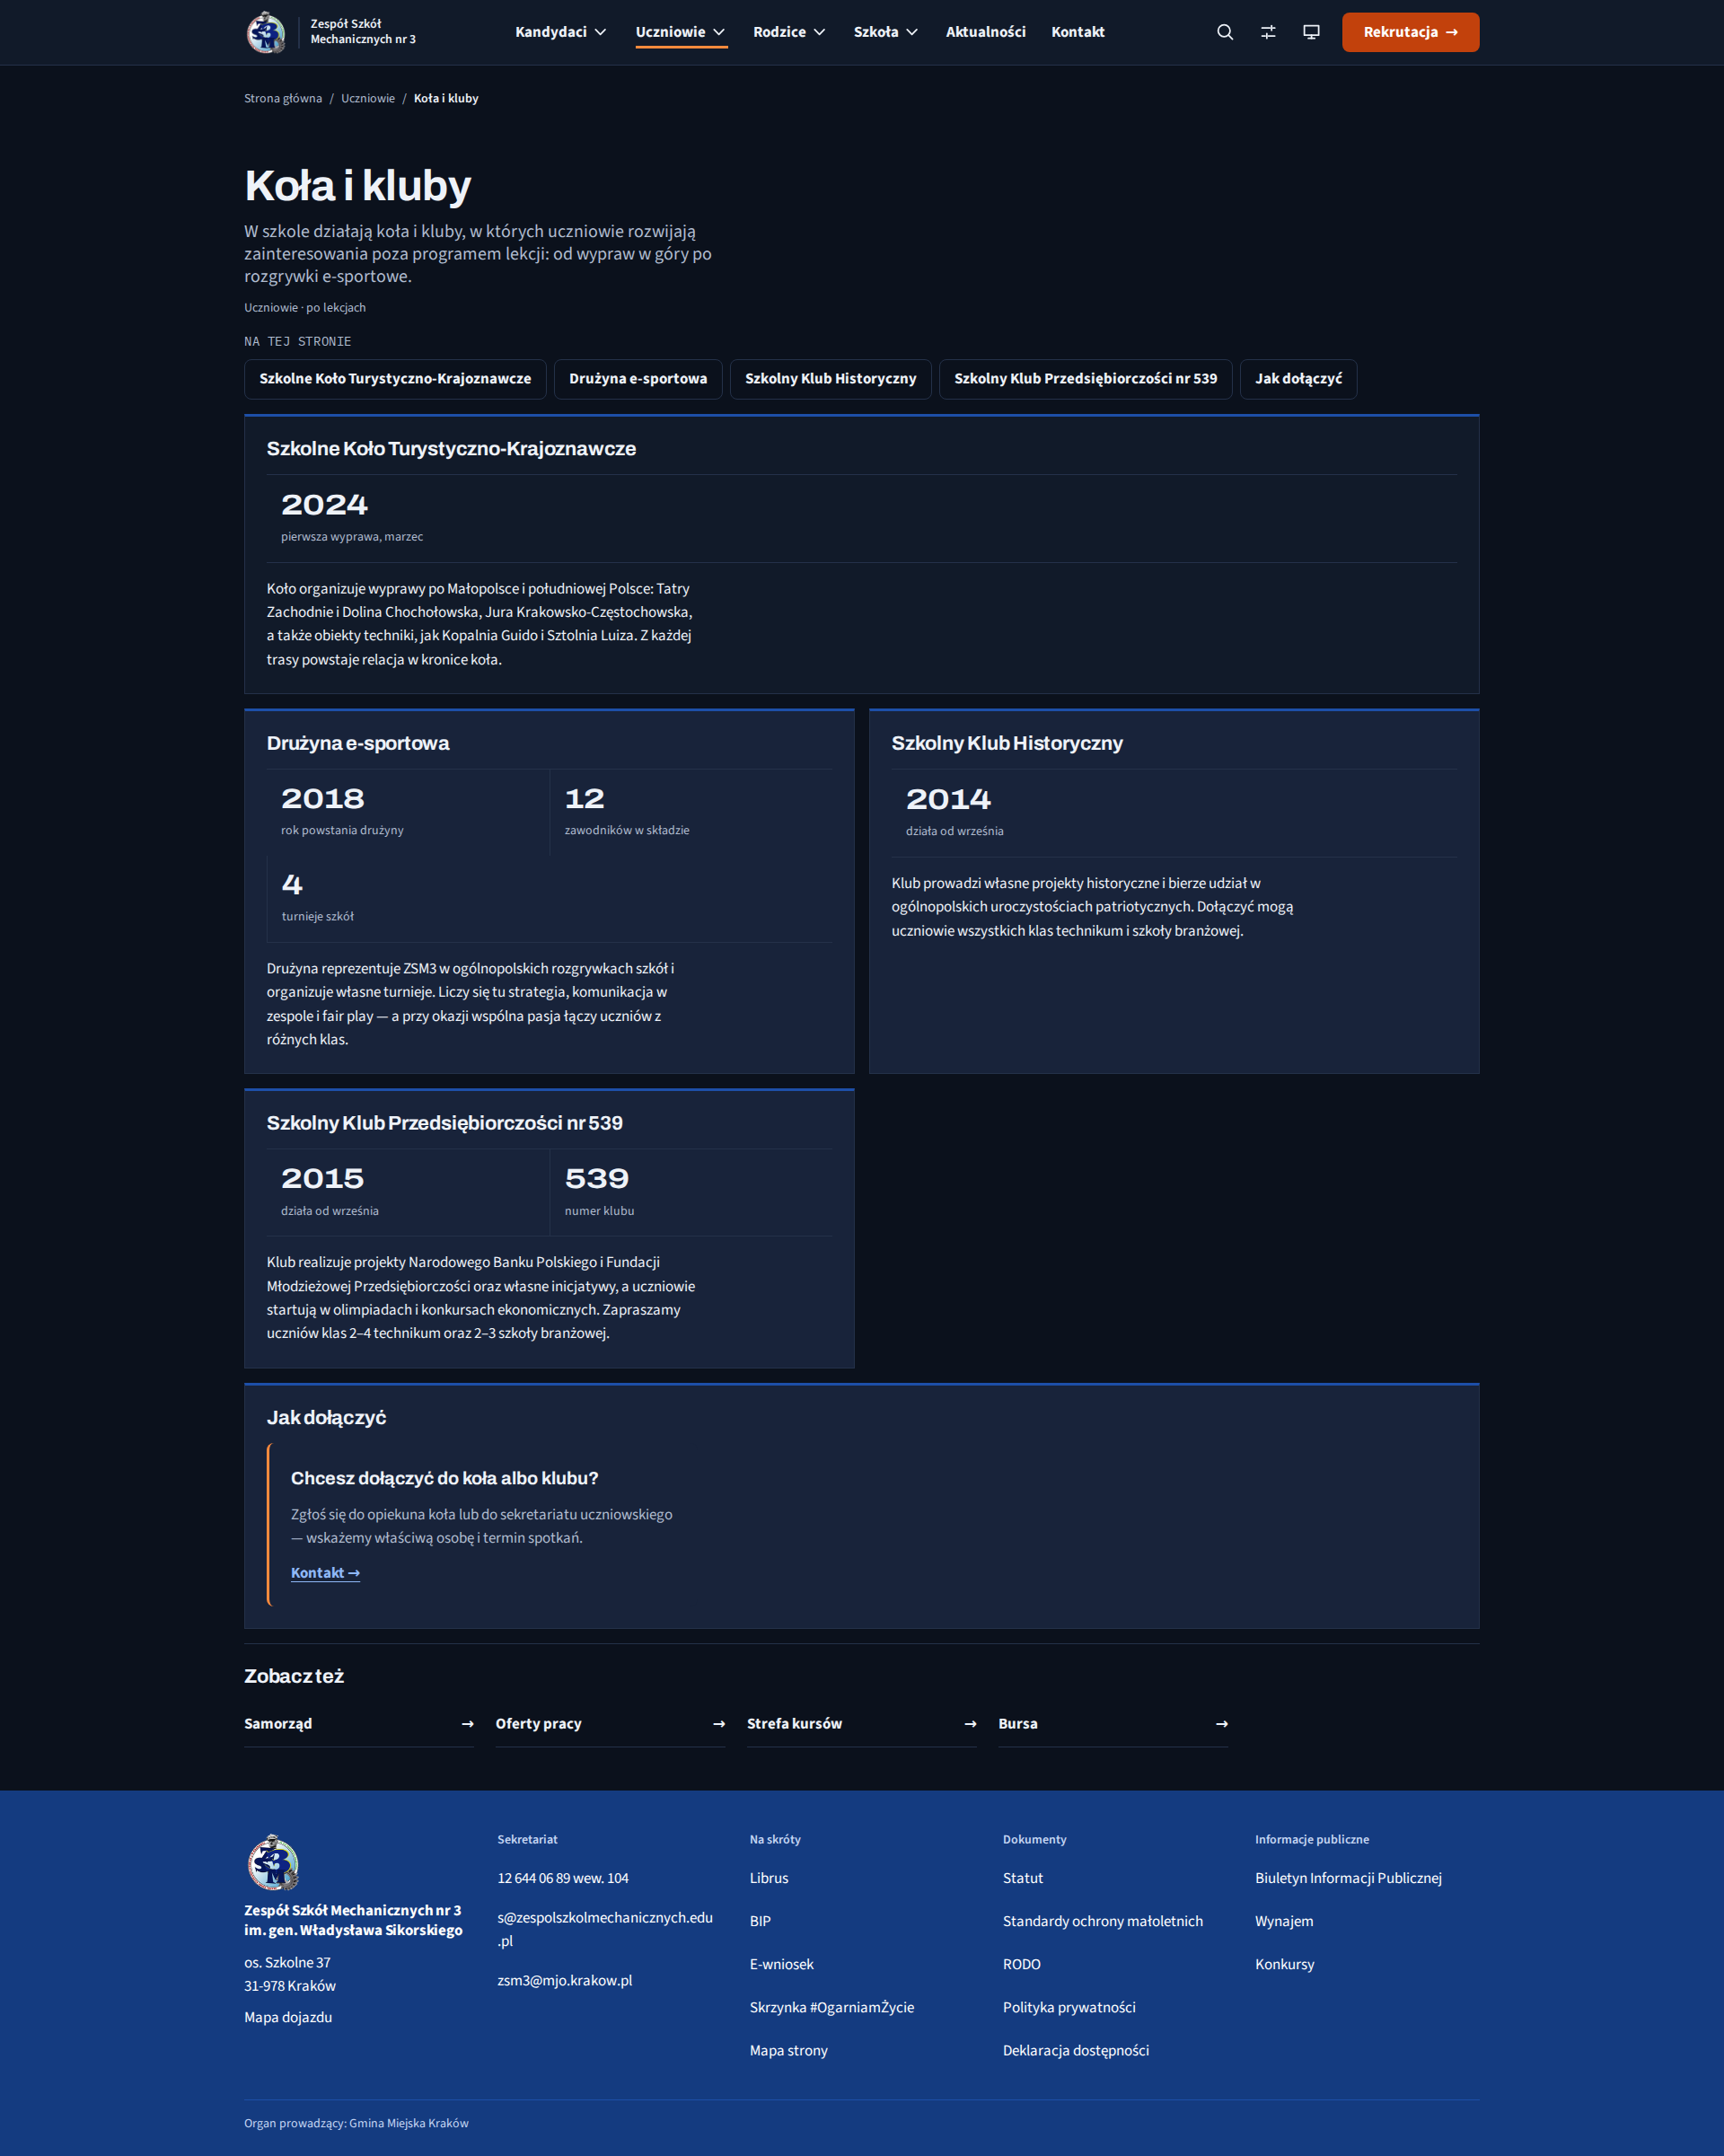 Zespół Szkół
Mechanicznych nr 3
Kandydaci
Uczniowie
Rodzice
Szkoła
Aktualności
Kontakt
Rekrutacja →
Strona główna / Uczniowie / Koła i kluby
Koła i kluby
W szkole działają koła i kluby, w których uczniowie rozwijają
zainteresowania poza programem lekcji: od wypraw w góry po
rozgrywki e-sportowe.
Uczniowie · po lekcjach
NA TEJ STRONIE
Szkolne Koło Turystyczno-Krajoznawcze
Drużyna e-sportowa
Szkolny Klub Historyczny
Szkolny Klub Przedsiębiorczości nr 539
Jak dołączyć
Szkolne Koło Turystyczno-Krajoznawcze
2024
pierwsza wyprawa, marzec
Koło organizuje wyprawy po Małopolsce i południowej Polsce: Tatry
Zachodnie i Dolina Chochołowska, Jura Krakowsko-Częstochowska,
a także obiekty techniki, jak Kopalnia Guido i Sztolnia Luiza. Z każdej
trasy powstaje relacja w kronice koła.
Drużyna e-sportowa
2018
rok powstania drużyny
12
zawodników w składzie
4
turnieje szkół
Drużyna reprezentuje ZSM3 w ogólnopolskich rozgrywkach szkół i
organizuje własne turnieje. Liczy się tu strategia, komunikacja w
zespole i fair play — a przy okazji wspólna pasja łączy uczniów z
różnych klas.
Szkolny Klub Historyczny
2014
działa od września
Klub prowadzi własne projekty historyczne i bierze udział w
ogólnopolskich uroczystościach patriotycznych. Dołączyć mogą
uczniowie wszystkich klas technikum i szkoły branżowej.
Szkolny Klub Przedsiębiorczości nr 539
2015
działa od września
539
numer klubu
Klub realizuje projekty Narodowego Banku Polskiego i Fundacji
Młodzieżowej Przedsiębiorczości oraz własne inicjatywy, a uczniowie
startują w olimpiadach i konkursach ekonomicznych. Zapraszamy
uczniów klas 2–4 technikum oraz 2–3 szkoły branżowej.
Jak dołączyć
Chcesz dołączyć do koła albo klubu?
Zgłoś się do opiekuna koła lub do sekretariatu uczniowskiego
— wskażemy właściwą osobę i termin spotkań.
Kontakt →
Zobacz też
Samorząd →
Oferty pracy →
Strefa kursów →
Bursa →
Zespół Szkół Mechanicznych nr 3
im. gen. Władysława Sikorskiego
os. Szkolne 37
31-978 Kraków
Mapa dojazdu
Sekretariat
12 644 06 89 wew. 104
s@zespolszkolmechanicznych.edu
.pl
zsm3@mjo.krakow.pl
Na skróty
Librus
BIP
E-wniosek
Skrzynka #OgarniamŻycie
Mapa strony
Dokumenty
Statut
Standardy ochrony małoletnich
RODO
Polityka prywatności
Deklaracja dostępności
Informacje publiczne
Biuletyn Informacji Publicznej
Wynajem
Konkursy
Organ prowadzący: Gmina Miejska Kraków